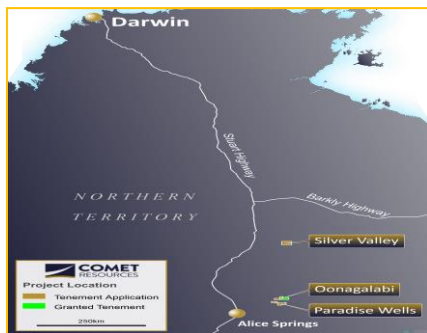 Darwin
Stuart Highway
Barkly Highway
NORTHERN
TERRITORY
Silver Valley
Oonagalabi
Paradise Wells
Alice Springs
COMET
RESOURCES
Project Location
Tenement Application
Granted Tenement
250km